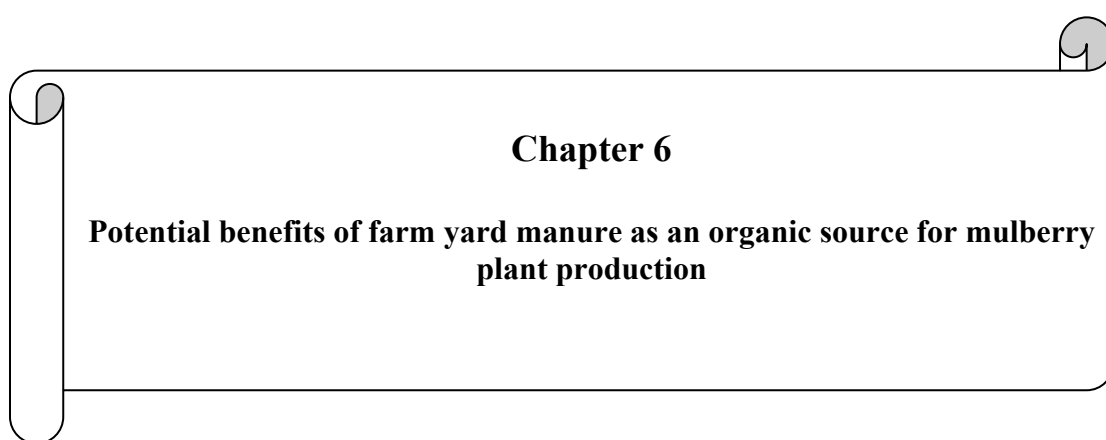 Chapter 6
Potential benefits of farm yard manure as an organic source for mulberry
plant production